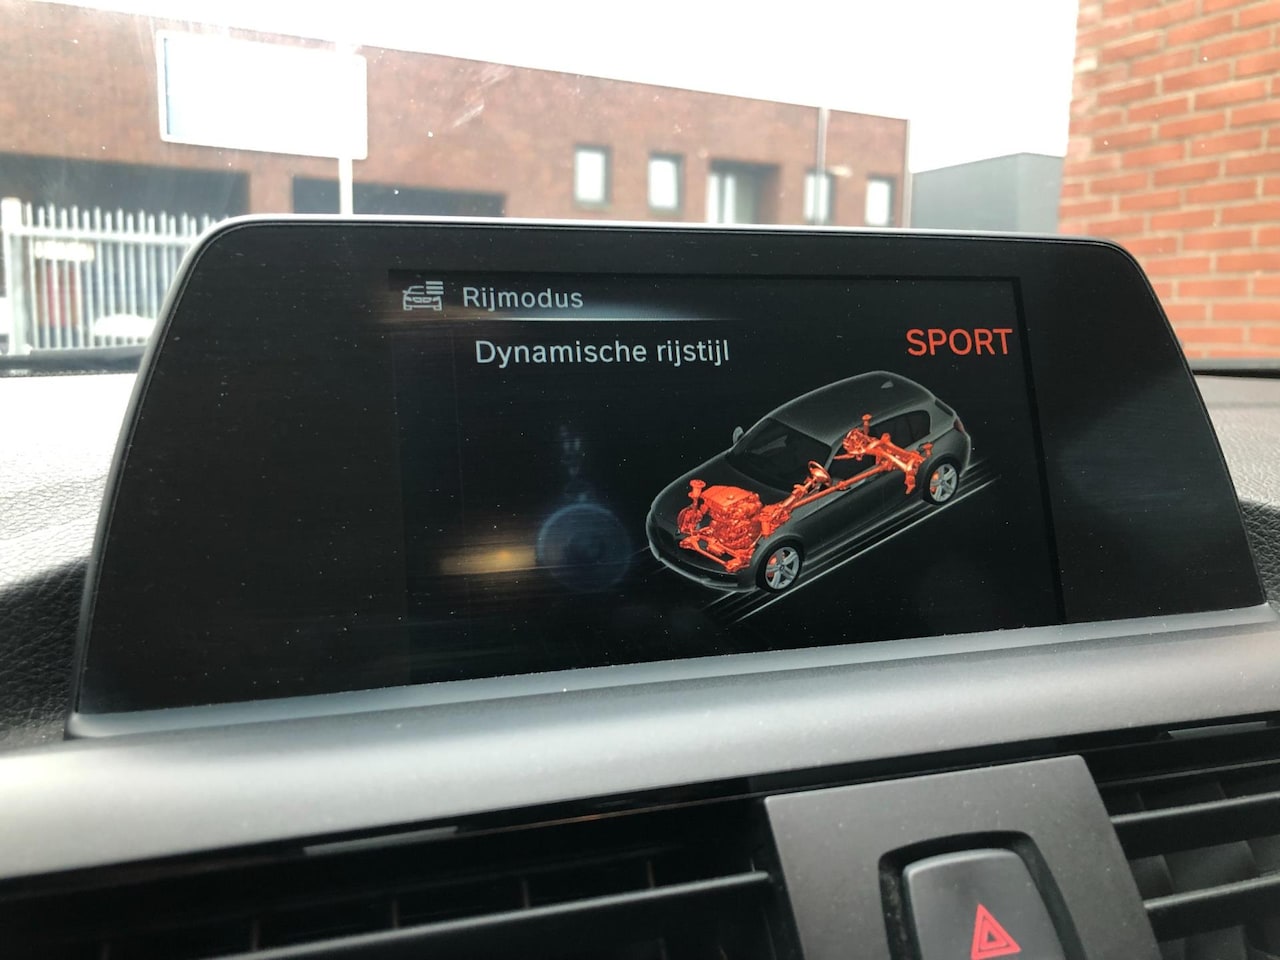 Rijmodus
Dynamische rijstijl
SPORT